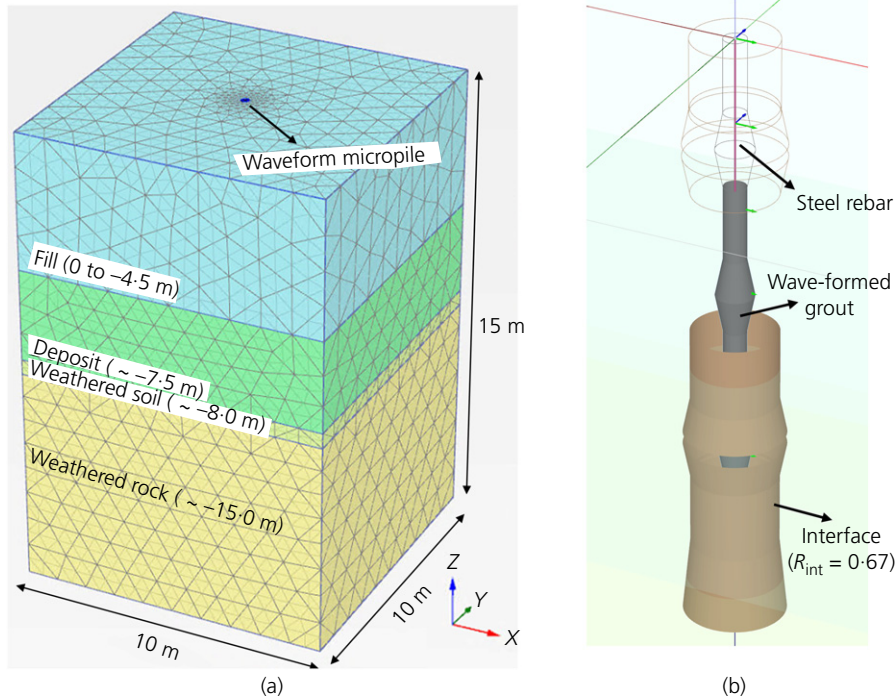 Waveform micropile
Fill (0 to –4·5 m)
Deposit ( ~ –7·5 m)
Weathered soil ( ~ –8·0 m)
Weathered rock ( ~ –15·0 m)
15 m
10 m
10 m
Z
Y
X
(a)
Steel rebar
Wave-formed
grout
Interface
(Rint = 0·67)
(b)